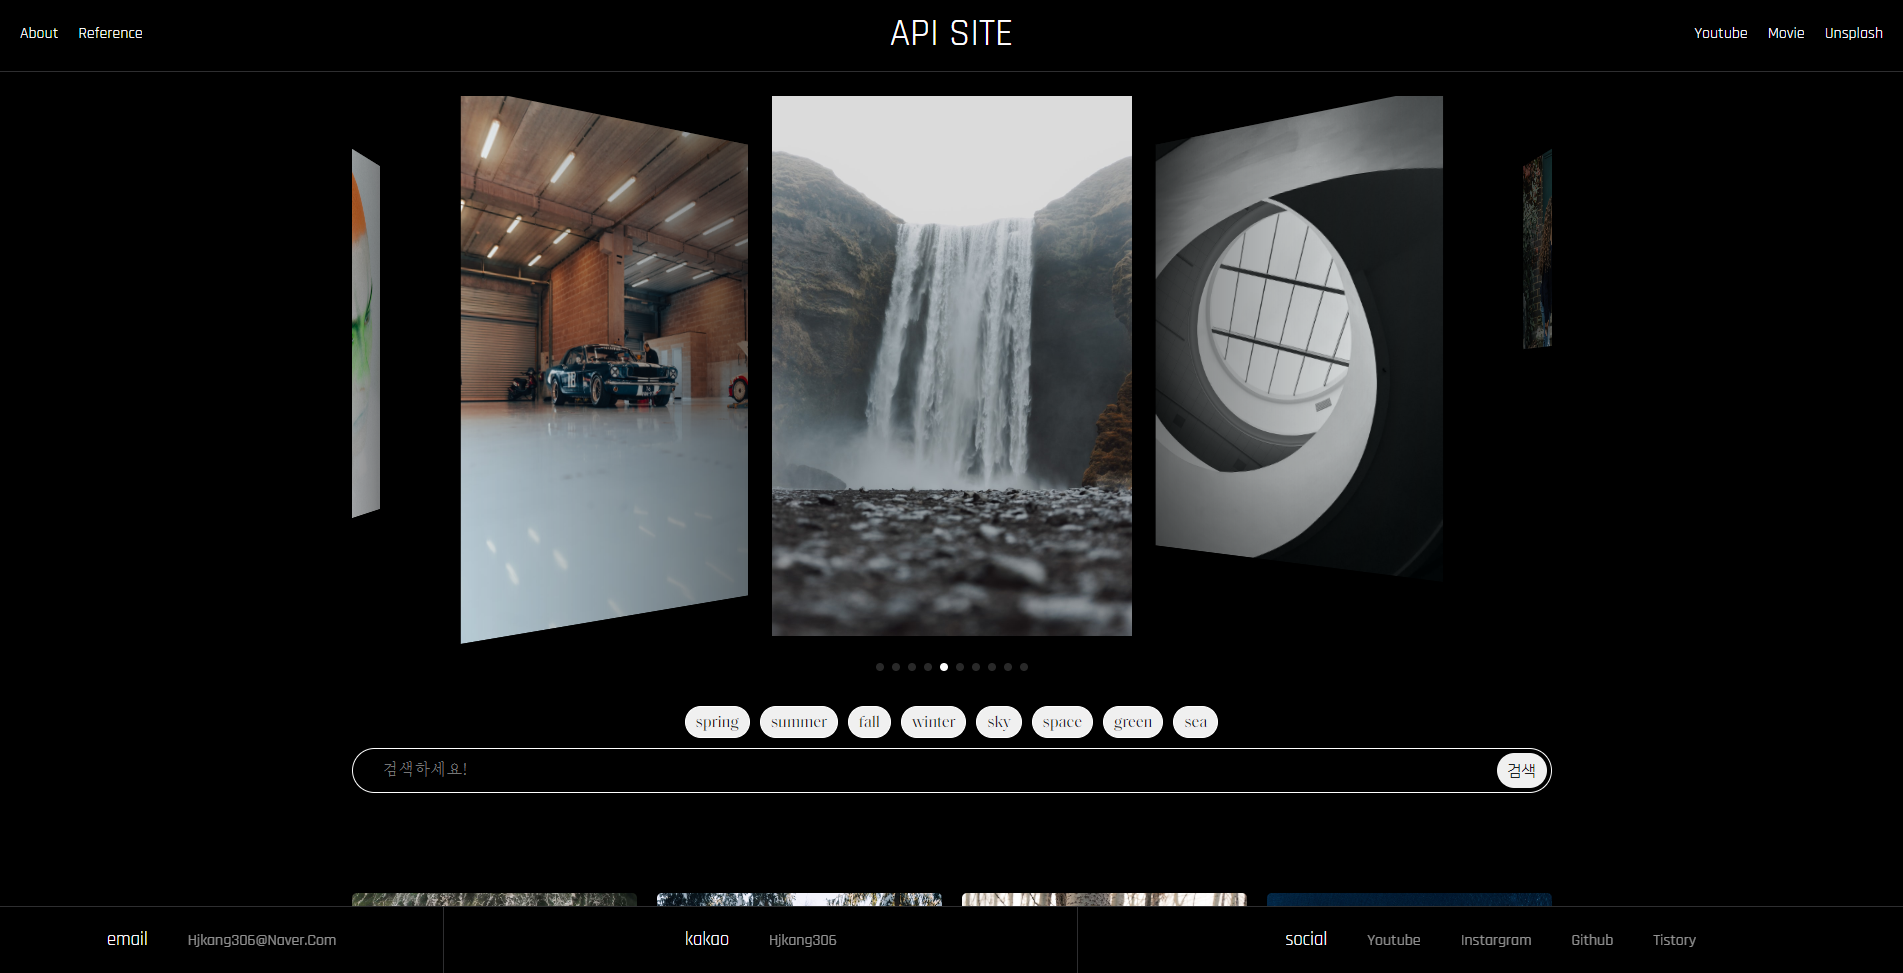 About Reference API SITE Youtube Movie Unsplash
18
spring summer fall winter sky space green sea
검색하세요! 검색
email Hjkang306@Naver.Com kakao Hjkang306 social Youtube Instargram Github Tistory